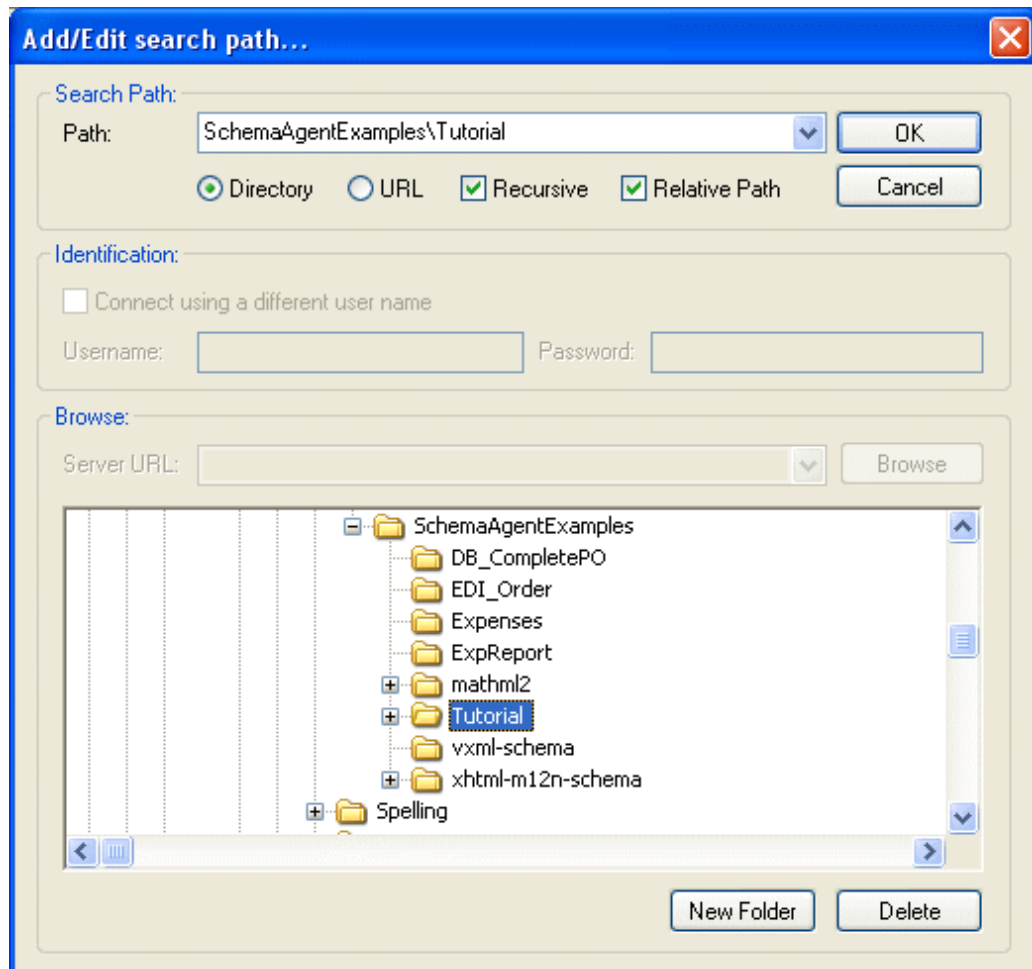 Add/Edit search path...
Search Path:
Path: SchemaAgentExamples\Tutorial OK
Directory URL Recursive Relative Path Cancel
Identification:
Connect using a different user name
Username: Password:
Browse:
Server URL: Browse
SchemaAgentExamples
DB_CompletePO
EDI_Order
Expenses
ExpReport
mathml2
Tutorial
vxml-schema
xhtml-m12n-schema
Spelling
New Folder Delete